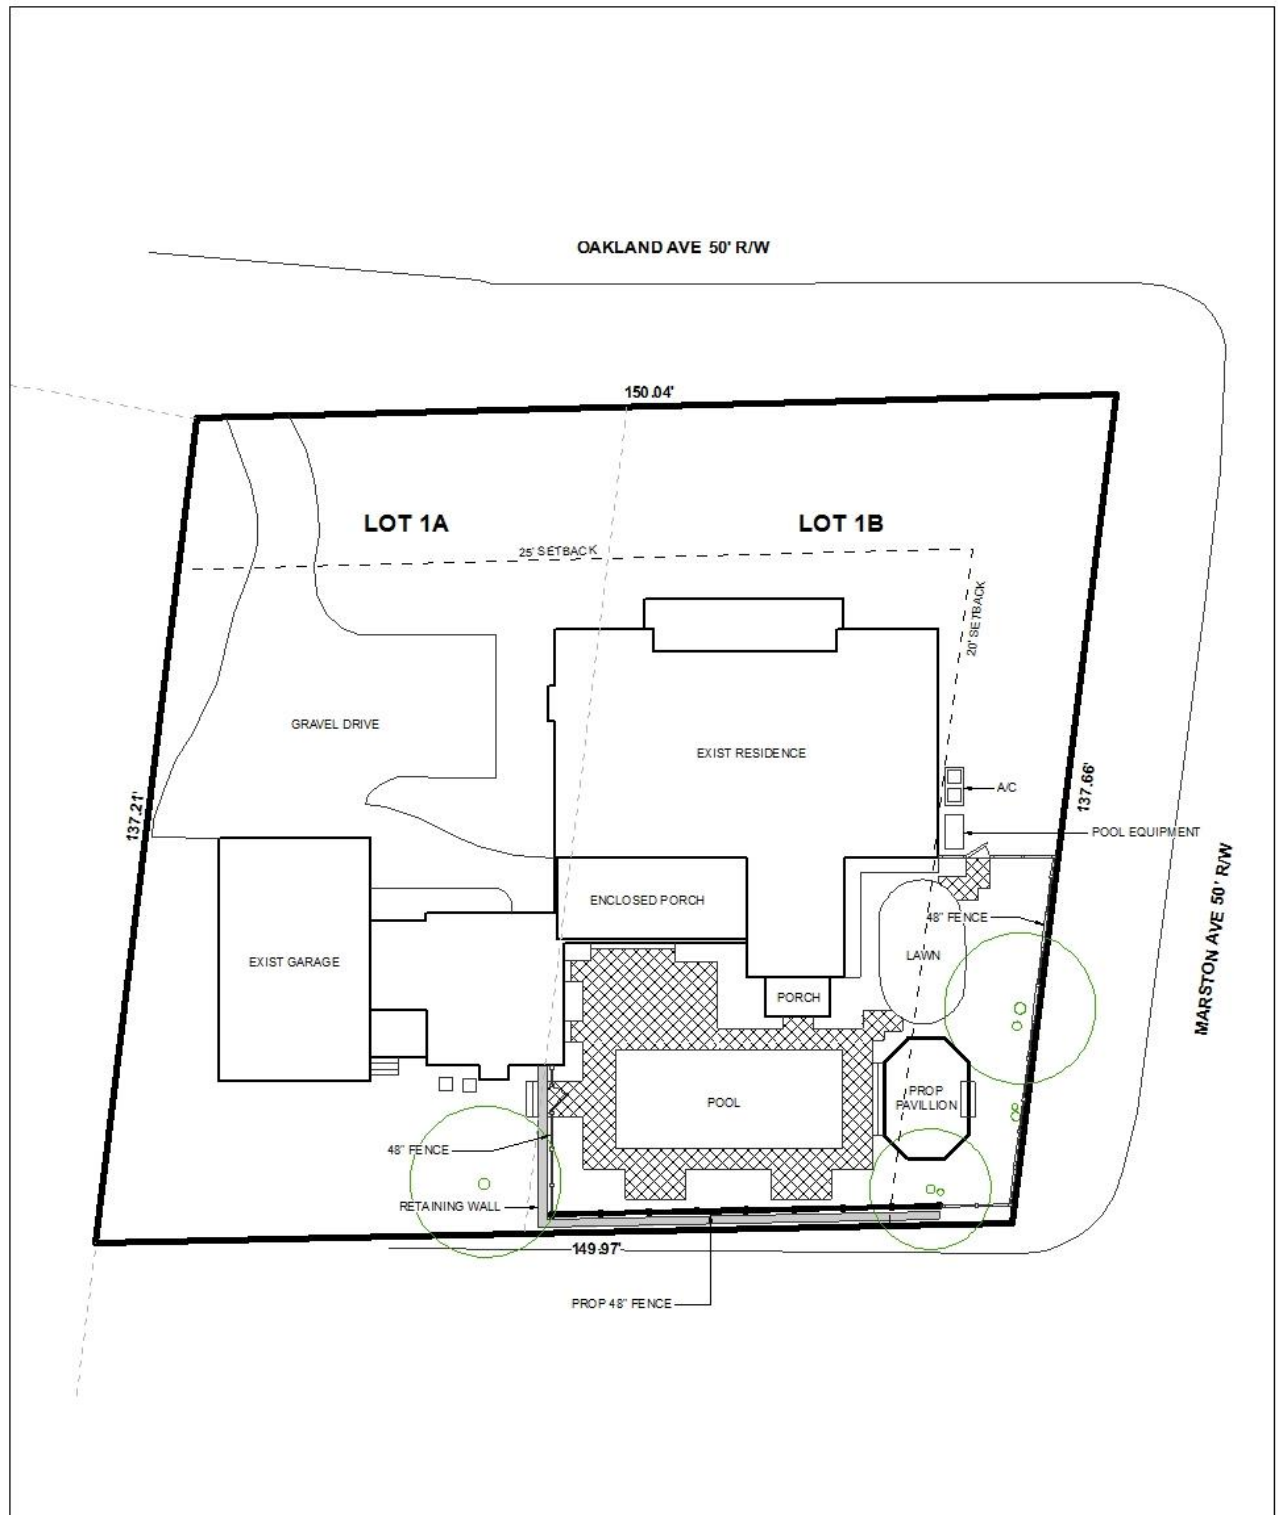 OAKLAND AVE 50' R/W
150.04'
LOT 1A
LOT 1B
25' SETBACK
20' SETBACK
GRAVEL DRIVE
EXIST RESIDENCE
137.21'
137.66'
A/C
POOL EQUIPMENT
MARSTON AVE 50' R/W
ENCLOSED PORCH
48" FENCE
EXIST GARAGE
LAWN
PORCH
POOL
PROP
PAVILLION
48" FENCE
RETAINING WALL
149.97'
PROP 48" FENCE